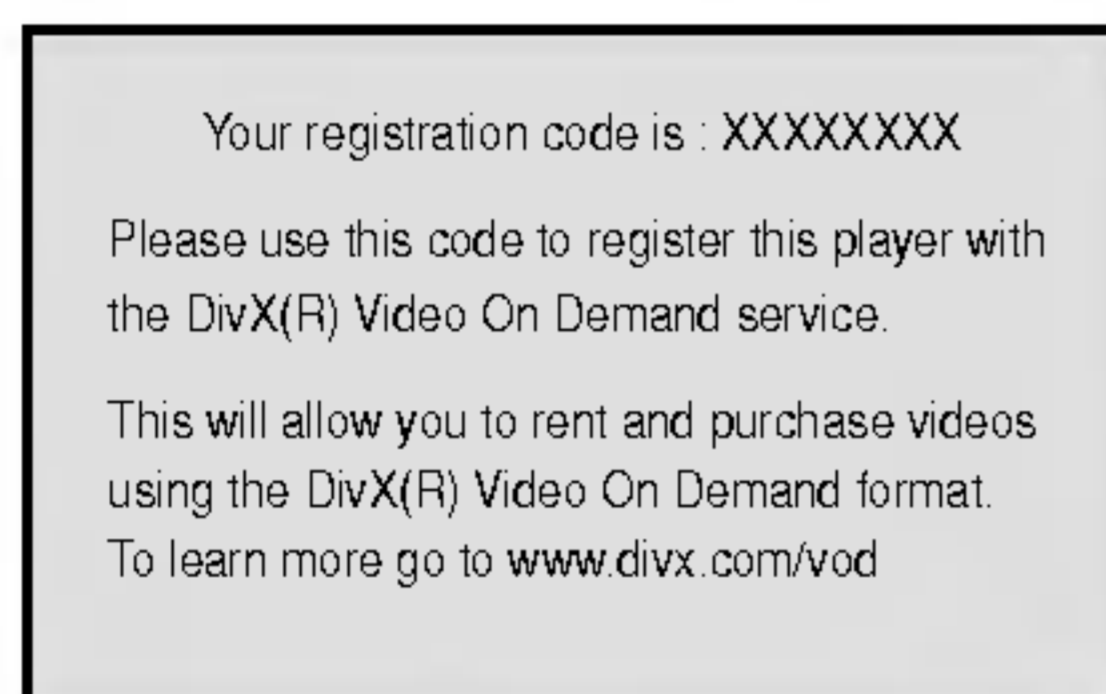 Your registration code is : XXXXXXXX
Please use this code to register this player with
the DivX(R) Video On Demand service.
This will allow you to rent and purchase videos
using the DivX(R) Video On Demand format.
To learn more go to www.divx.com/vod